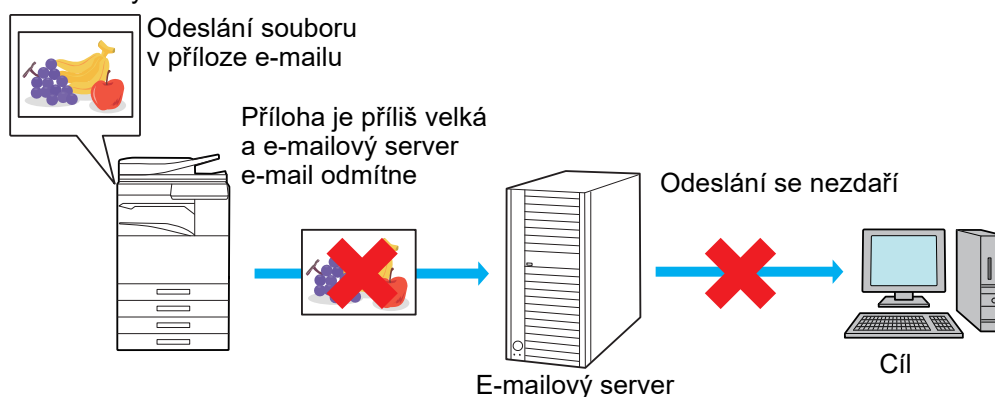 Odeslání souboru
v příloze e-mailu
Příloha je příliš velká
a e-mailový server
e-mail odmítne
Odeslání se nezdaří
Cíl
E-mailový server